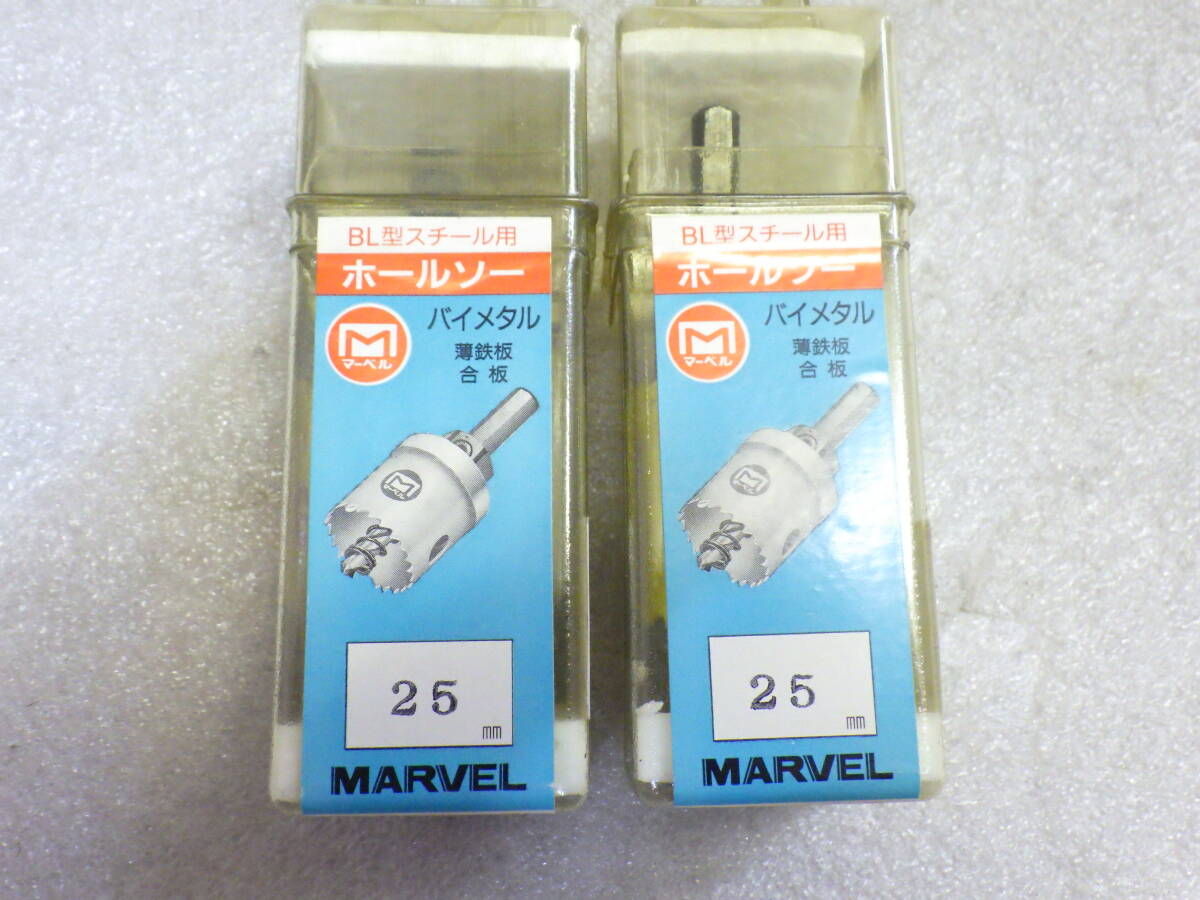 BL型スチール用
ホールソー
M
マーベル
バイメタル
薄鉄板
合板
M
25
mm
MARVEL
BL型スチール用
ホールソー
M
マーベル
バイメタル
薄鉄板
合板
M
25
mm
MARVEL